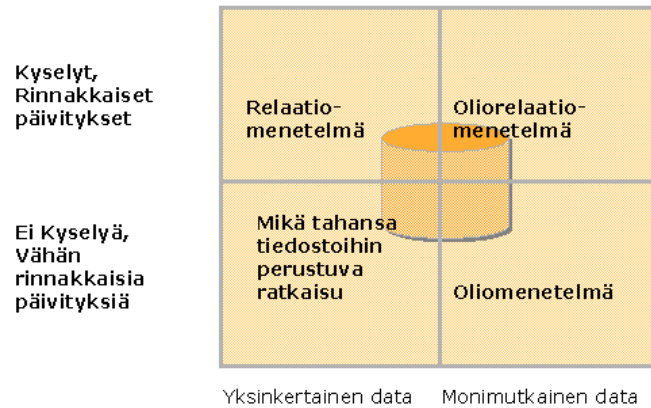 Kyselyt,
Rinnakkaiset
päivitykset
Relaatio-
menetelmä
Oliorelaatio-
menetelmä
Ei Kyselyä,
Vähän
rinnakkaisia
päivityksiä
Mikä tahansa
tiedostoihin
perustuva
ratkaisu
Oliomenetelmä
Yksinkertainen data
Monimutkainen data